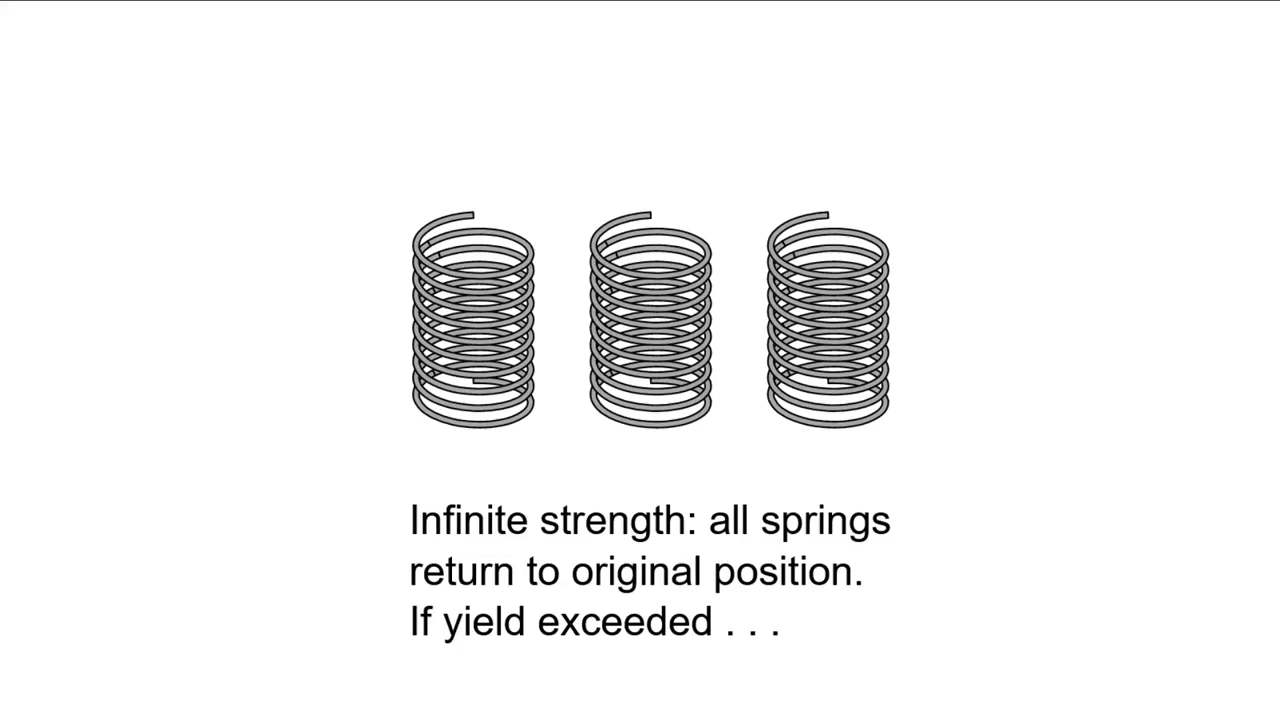 Infinite strength: all springs
return to original position.
If yield exceeded . . .